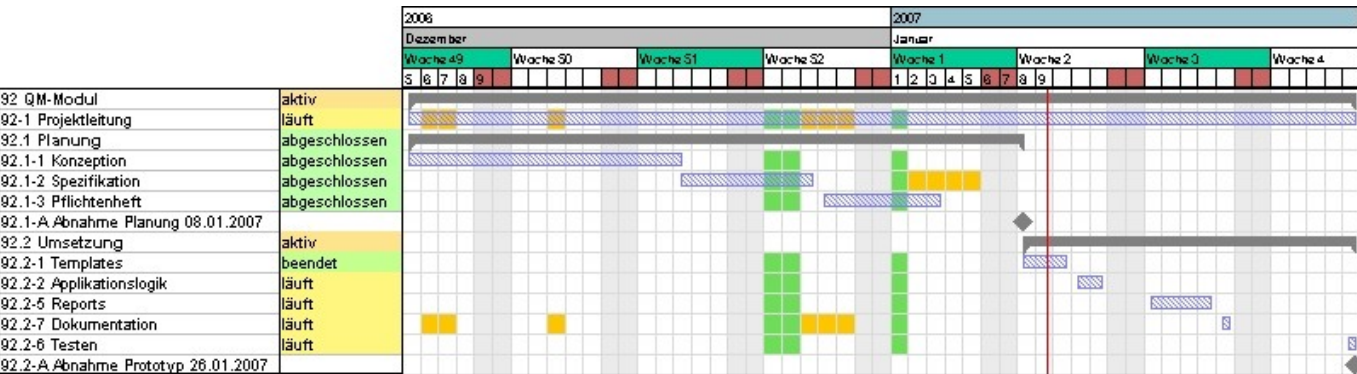 2006 2007
Dezember Januar
Woche 49 Woche 50 Woche 51 Woche 52 Woche 1 Woche 2 Woche 3 Woche 4
5 6 7 8 9 1 2 3 4 5 6 7 8 9
92 QM-Modul aktiv
92-1 Projektleitung läuft
92.1 Planung abgeschlossen
92.1-1 Konzeption abgeschlossen
92.1-2 Spezifikation abgeschlossen
92.1-3 Pflichtenheft abgeschlossen
92.1-A Abnahme Planung 08.01.2007
92.2 Umsetzung aktiv
92.2-1 Templates beendet
92.2-2 Applikationslogik läuft
92.2-5 Reports läuft
92.2-7 Dokumentation läuft
92.2-6 Testen läuft
92.2-A Abnahme Prototyp 26.01.2007